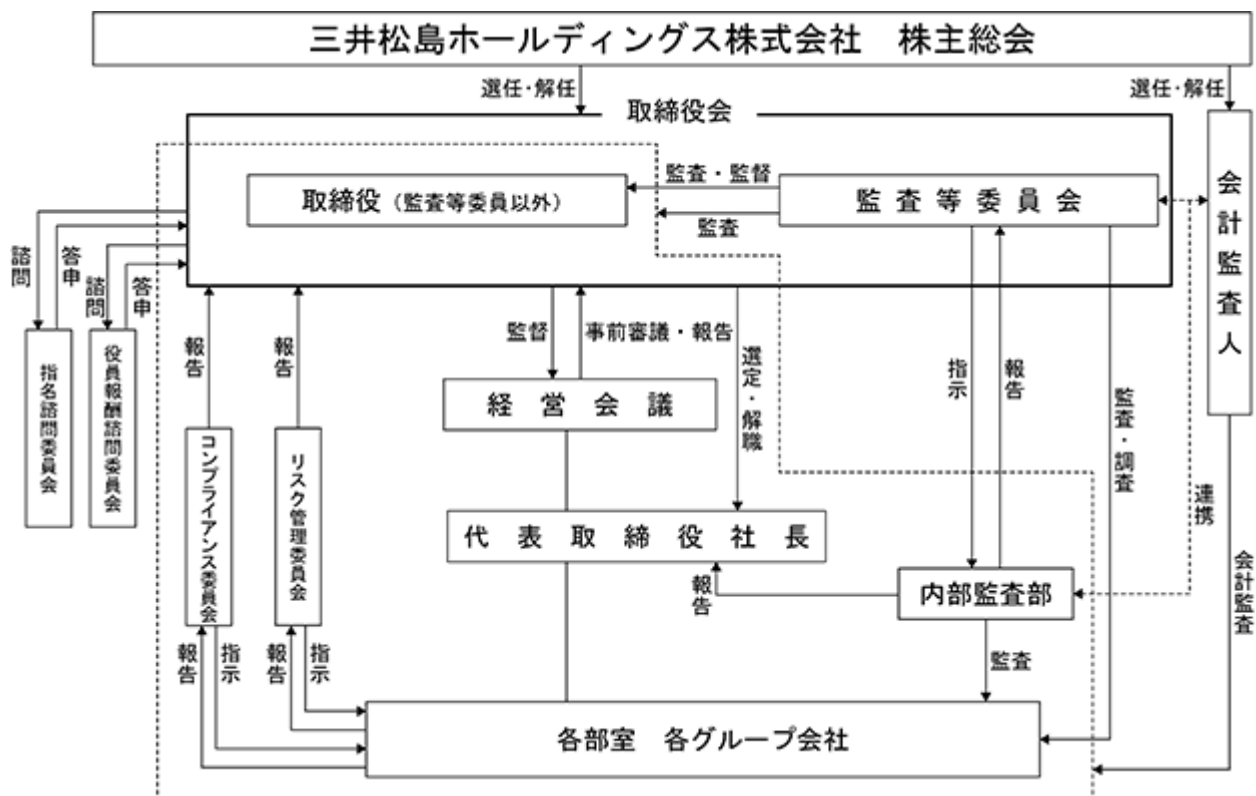 三井松島ホールディングス株式会社　株主総会
選任・解任
選任・解任
取締役会
取締役（監査等委員以外）
監査・監督
監査
監査等委員会
会計監査人
諮問
答申
諮問
答申
指名諮問委員会
役員報酬諮問委員会
報告
報告
監督
事前審議・報告
選定・解職
指示
報告
監査・調査
連携
経営会議
コンプライアンス委員会
リスク管理委員会
代表取締役社長
報告
内部監査部
会計監査
報告
指示
報告
指示
監査
各部室　各グループ会社